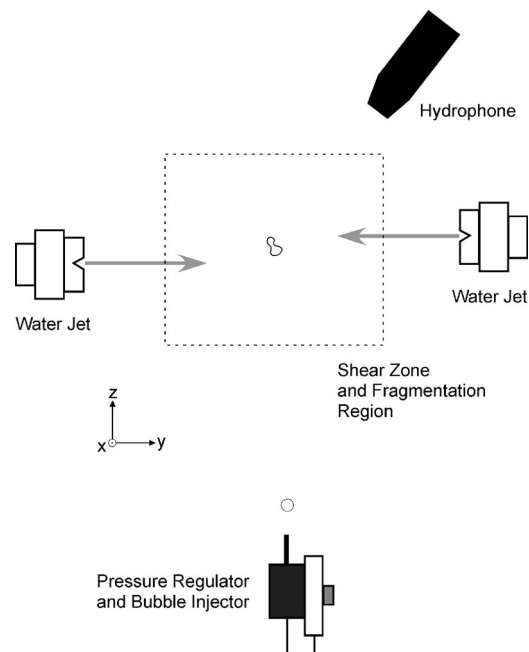 Hydrophone
Water Jet
Water Jet
Shear Zone
and Fragmentation
Region
z
x
y
Pressure Regulator
and Bubble Injector